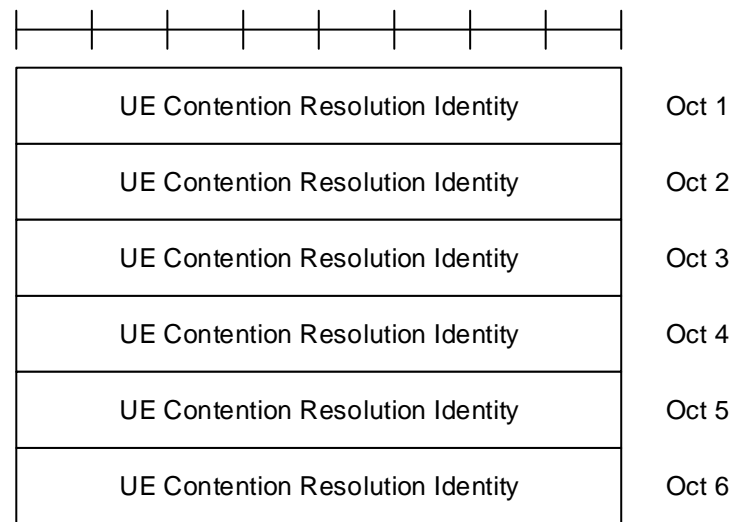 UE Contention Resolution Identity Oct 1
UE Contention Resolution Identity Oct 2
UE Contention Resolution Identity Oct 3
UE Contention Resolution Identity Oct 4
UE Contention Resolution Identity Oct 5
UE Contention Resolution Identity Oct 6